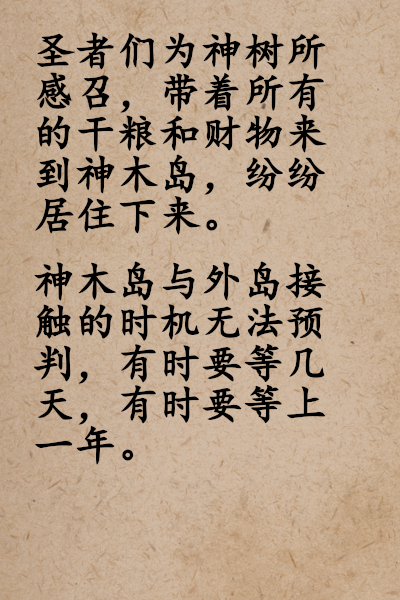 圣者们为神树所
感召，带着所有
的干粮和财物来
到神木岛，纷纷
居住下来。
神木岛与外岛接
触的时机无法预
判，有时要等几
天，有时要等上
一年。